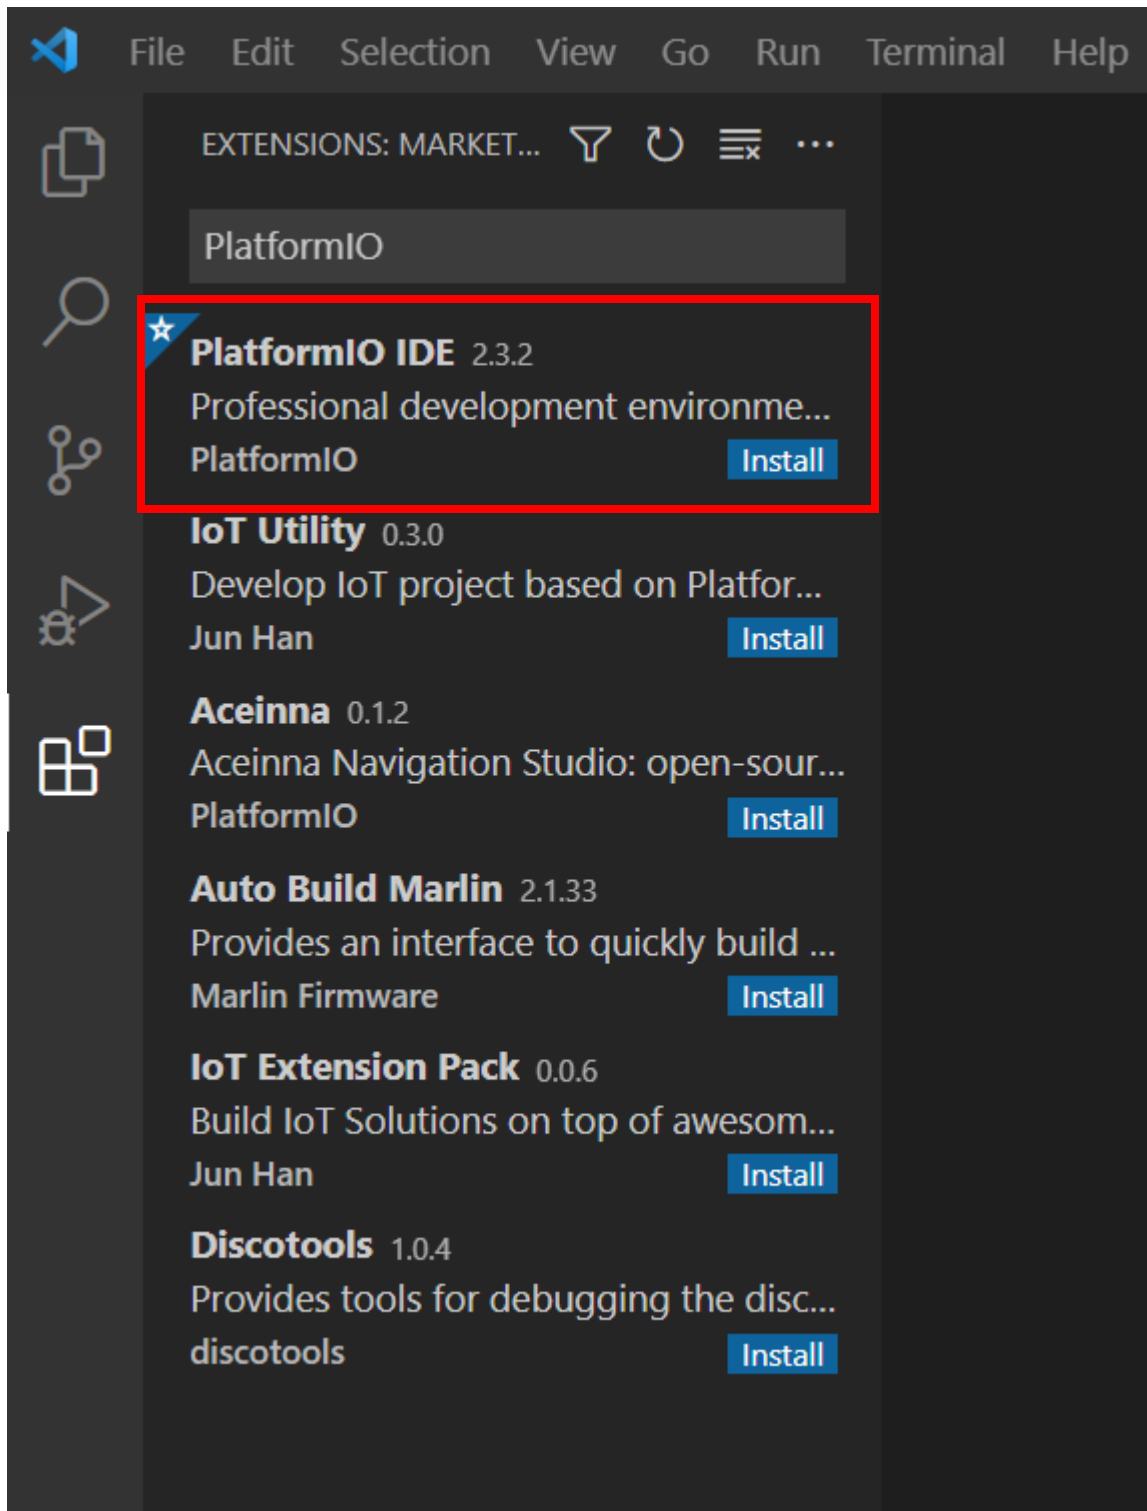 File Edit Selection View Go Run Terminal Help
EXTENSIONS: MARKET...
PlatformIO
PlatformIO IDE 2.3.2
Professional development environme...
PlatformIO Install
IoT Utility 0.3.0
Develop IoT project based on Platfor...
Jun Han Install
Aceinna 0.1.2
Aceinna Navigation Studio: open-sour...
PlatformIO Install
Auto Build Marlin 2.1.33
Provides an interface to quickly build ...
Marlin Firmware Install
IoT Extension Pack 0.0.6
Build IoT Solutions on top of awesom...
Jun Han Install
Discotools 1.0.4
Provides tools for debugging the disc...
discotools Install